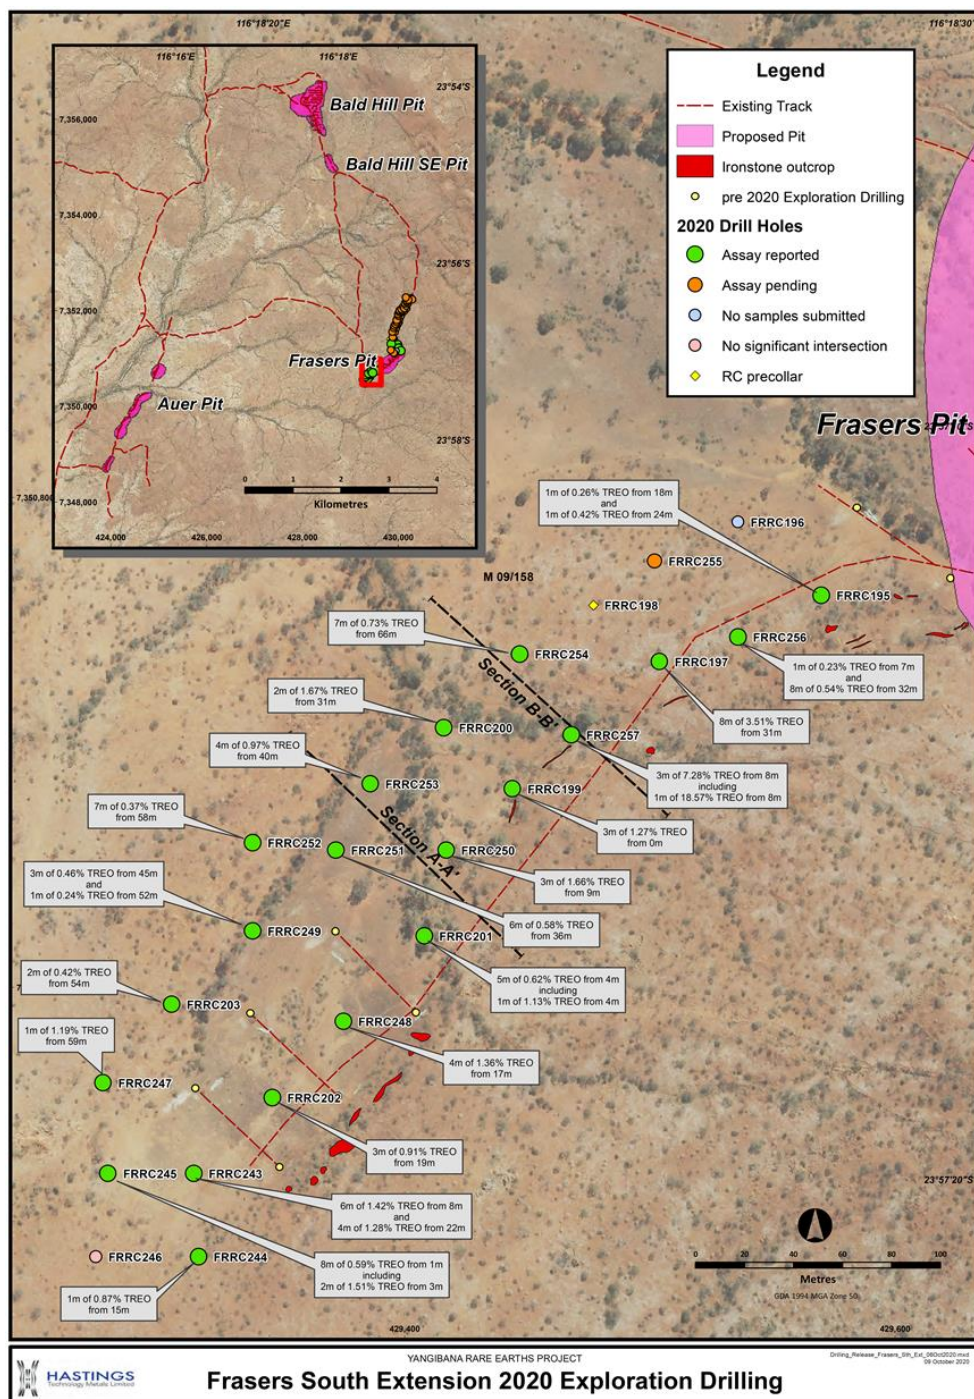 116°18'20"E
116°18'30"E
116°16'E
116°18'E
23°54'S
7,356,000
Bald Hill Pit
Bald Hill SE Pit
7,354,000
23°56'S
7,352,000
Frasers Pit
7,350,000
Auer Pit
23°58'S
7,348,000
0 1 2 3 4
Kilometres
424,000
426,000
428,000
430,000
7,350,800
Legend
Existing Track
Proposed Pit
Ironstone outcrop
pre 2020 Exploration Drilling
2020 Drill Holes
Assay reported
Assay pending
No samples submitted
No significant intersection
RC precollar
Frasers Pit
1m of 0.26% TREO from 18m
and
1m of 0.42% TREO from 24m
FRRC196
FRRC255
M 09/158
FRRC195
FRRC198
7m of 0.73% TREO
from 66m
FRRC256
FRRC254
FRRC197
1m of 0.23% TREO from 7m
and
8m of 0.54% TREO from 32m
Section B-B'
2m of 1.67% TREO
from 31m
8m of 3.51% TREO
from 31m
FRRC200
FRRC257
4m of 0.97% TREO
from 40m
3m of 7.28% TREO from 8m
including
1m of 18.57% TREO from 8m
FRRC253
FRRC199
Section A-A'
7m of 0.37% TREO
from 58m
3m of 1.27% TREO
from 0m
FRRC252
FRRC251
FRRC250
3m of 0.46% TREO from 45m
and
1m of 0.24% TREO from 52m
3m of 1.66% TREO
from 9m
6m of 0.58% TREO
from 36m
FRRC249
FRRC201
2m of 0.42% TREO
from 54m
5m of 0.62% TREO from 4m
including
1m of 1.13% TREO from 4m
FRRC203
FRRC248
1m of 1.19% TREO
from 59m
4m of 1.36% TREO
from 17m
FRRC247
FRRC202
3m of 0.91% TREO
from 19m
FRRC245
FRRC243
23°57'20"S
6m of 1.42% TREO from 8m
and
4m of 1.28% TREO from 22m
FRRC246
FRRC244
8m of 0.59% TREO from 1m
including
2m of 1.51% TREO from 3m
0 20 40 60 80 100
Metres
GDA 1994 MGA Zone 50
1m of 0.87% TREO
from 15m
429,400
429,600
HASTINGS
Technology Metals Limited
YANGIBANA RARE EARTHS PROJECT
Frasers South Extension 2020 Exploration Drilling
Drilling_Release_Frasers_Sth_Ext_08Oct2020.mxd
09 October 2020